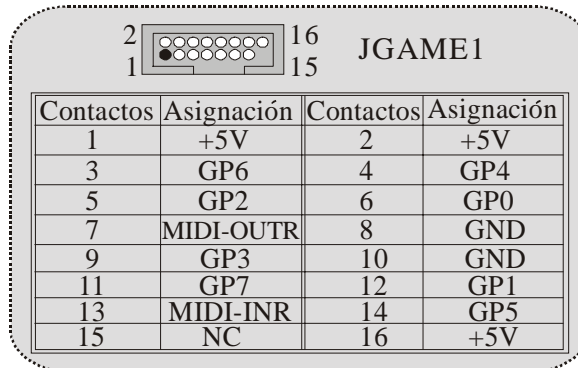 2 16 JGAME1
1 15
Contactos Asignación Contactos Asignación
1 +5V 2 +5V
3 GP6 4 GP4
5 GP2 6 GP0
7 MIDI-OUTR 8 GND
9 GP3 10 GND
11 GP7 12 GP1
13 MIDI-INR 14 GP5
15 NC 16 +5V